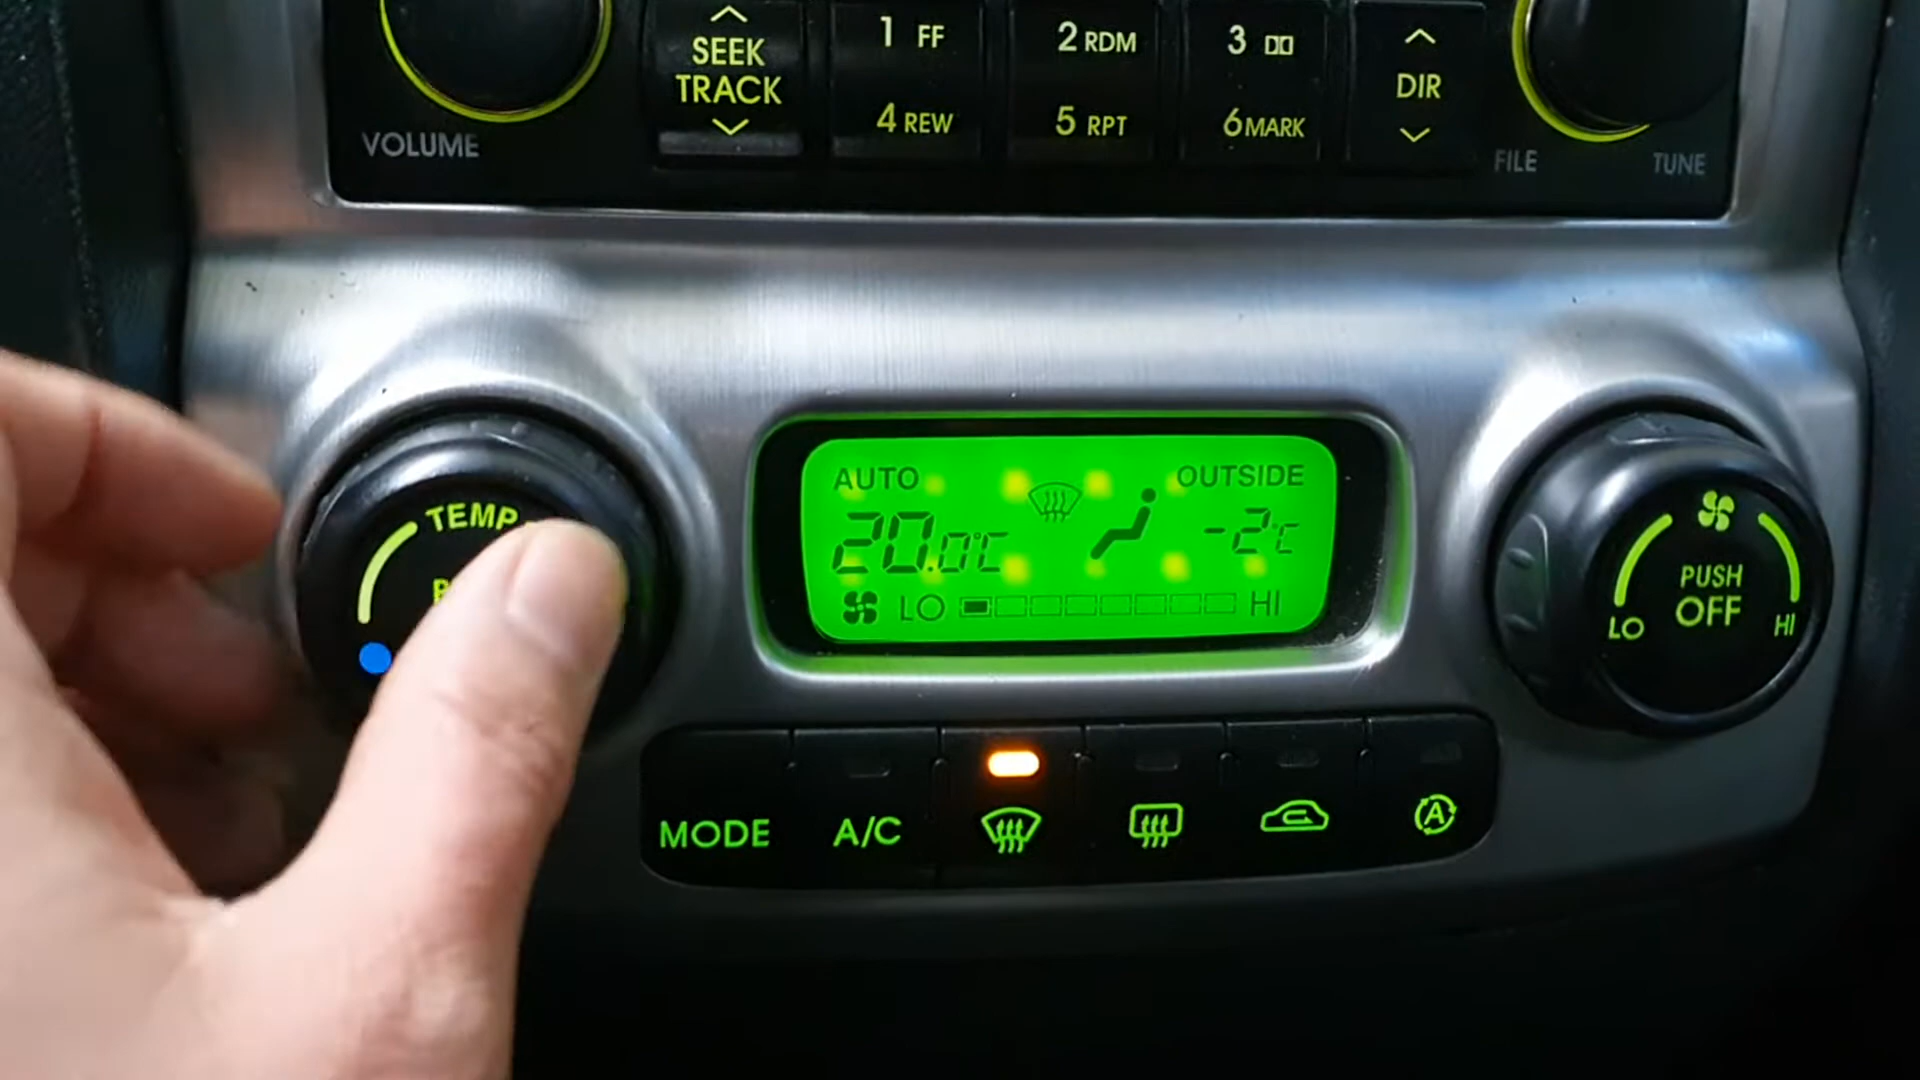 VOLUME
SEEK
TRACK
1 FF
2 RDM
3
4 REW
5 RPT
6 MARK
DIR
FILE
TUNE
TEMP
AUTO
OUTSIDE
20.0°C
-2°C
LO
HI
PUSH
OFF
LO
HI
MODE
A/C
A